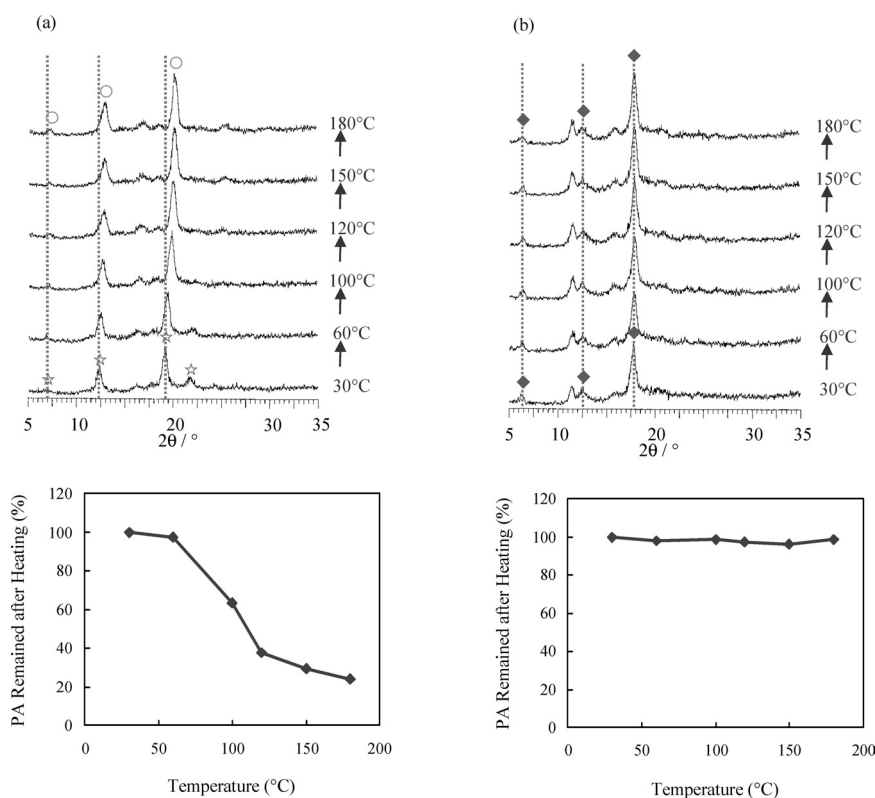 (a)
180°C
150°C
120°C
100°C
60°C
30°C
5 10 20 30 35
2θ / °
(b)
180°C
150°C
120°C
100°C
60°C
30°C
5 10 20 30 35
2θ / °
PA Remained after Heating (%)
120
100
80
60
40
20
0
0 50 100 150 200
Temperature (°C)
PA Remained after Heating (%)
120
100
80
60
40
20
0
0 50 100 150 200
Temperature (°C)